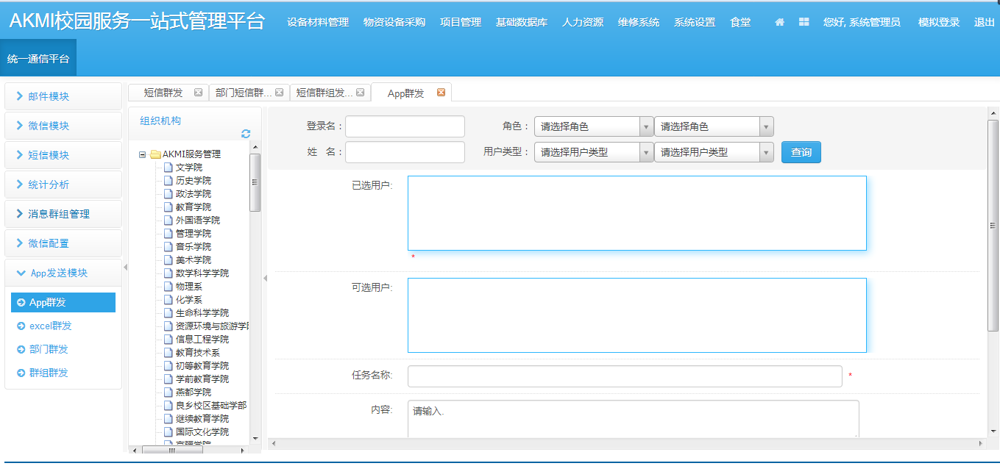 AKMI校园服务一站式管理平台 设备材料管理 物资设备采购 项目管理 基础数据库 人力资源 维修系统 系统设置 食堂 您好, 系统管理员 模拟登录 退出
统一通信平台
邮件模块
微信模块
短信模块
统计分析
消息群组管理
微信配置
App发送模块
App群发
excel群发
部门群发
群组群发
短信群发 部门短信群... 短信群组发... App群发
组织机构
AKMI服务管理
文学院
历史学院
政法学院
教育学院
外国语学院
管理学院
音乐学院
美术学院
数学科学学院
物理系
化学系
生命科学学院
资源环境与旅游学
信息工程学院
教育技术系
初等教育学院
学前教育学院
燕都学院
良乡校区基础学部
继续教育学院
国际文化学院
登录名： 角色： 请选择角色 请选择角色
姓 名： 用户类型： 请选择用户类型 请选择用户类型 查询
已选用户:
*
可选用户:
任务名称: *
内容: 请输入.